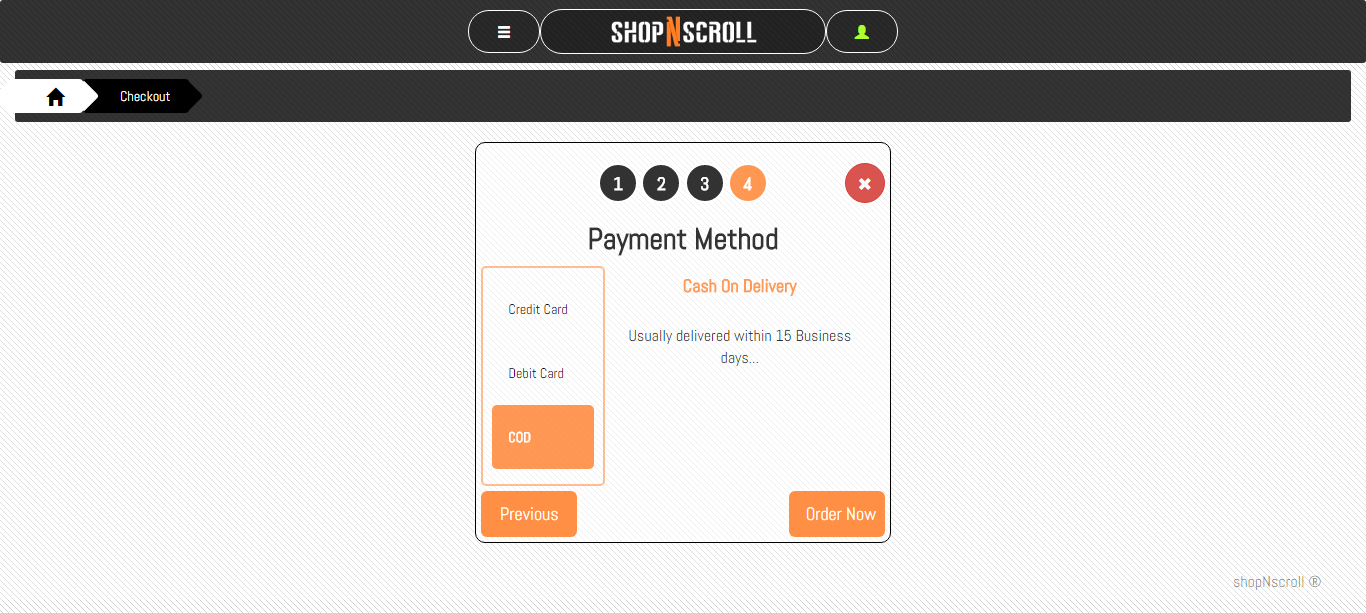 SHOPNSCROLL
Checkout
1 2 3 4
Payment Method
Credit Card
Debit Card
COD
Cash On Delivery
Usually delivered within 15 Business
days...
Previous
Order Now
shopNscroll ®